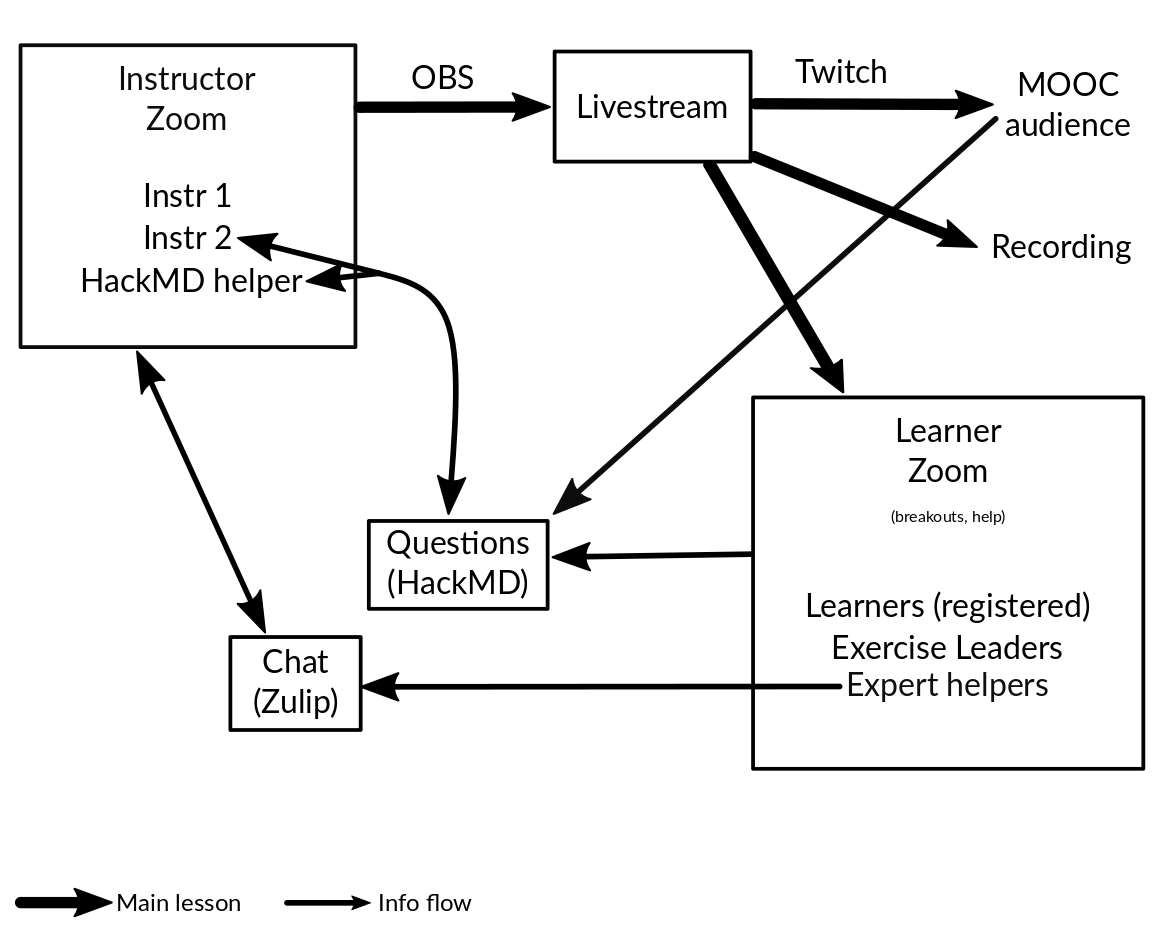 Instructor
Zoom
Instr 1
Instr 2
HackMD helper
OBS
Livestream
Twitch
MOOC
audience
Recording
Learner
Zoom
(breakouts, help)
Learners (registered)
Exercise Leaders
Expert helpers
Questions
(HackMD)
Chat
(Zulip)
Main lesson
Info flow